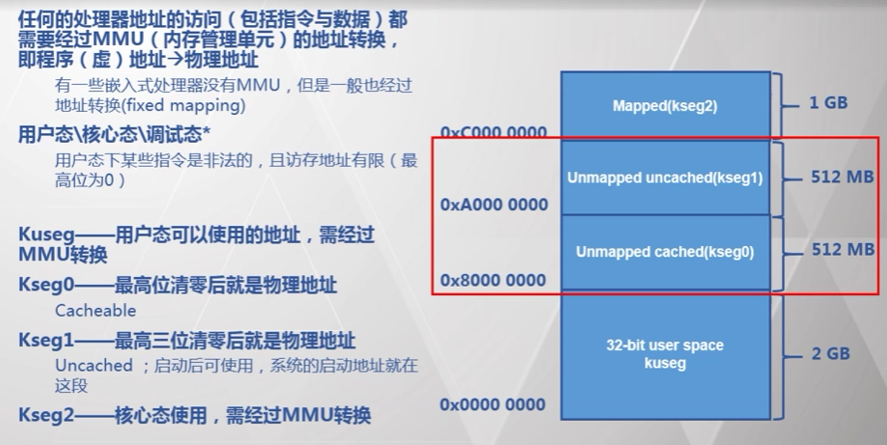 任何的处理器地址的访问（包括指令与数据）都
需要经过MMU（内存管理单元）的地址转换，
即程序（虚）地址→物理地址
有一些嵌入式处理器没有MMU，但是一般也经过
地址转换(fixed mapping)
用户态\核心态\调试态*
用户态下某些指令是非法的，且访存地址有限（最
高位为0）
Kuseg——用户态可以使用的地址，需经过
MMU转换
Kseg0——最高位清零后就是物理地址
Cacheable
Kseg1——最高三位清零后就是物理地址
Uncached ；启动后可使用，系统的启动地址就在
这段
Kseg2——核心态使用，需经过MMU转换
Mapped(kseg2)
1 GB
0xC000 0000
Unmapped uncached(kseg1)
512 MB
0xA000 0000
Unmapped cached(kseg0)
512 MB
0x8000 0000
32-bit user space
kuseg
2 GB
0x0000 0000